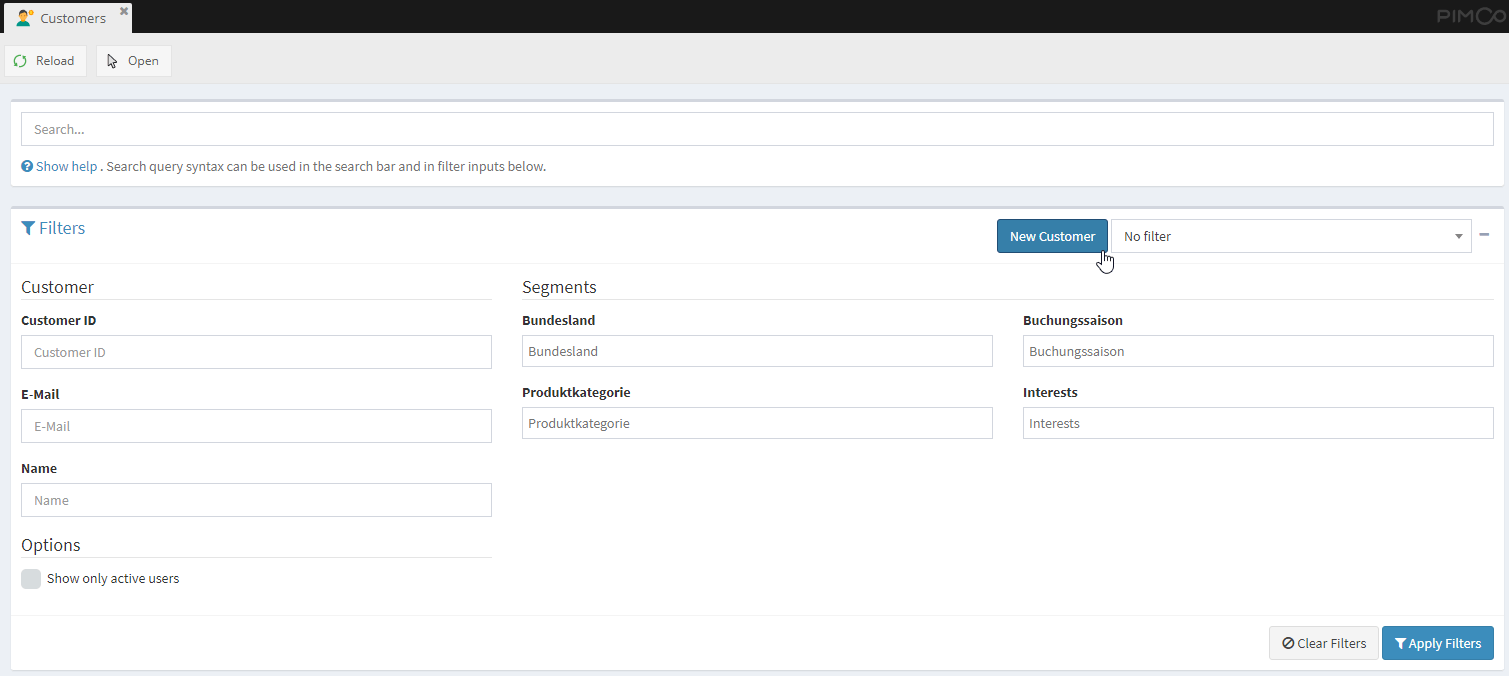 Customers
PIMCO
Reload
Open
Search...
Show help . Search query syntax can be used in the search bar and in filter inputs below.
Filters
New Customer
No filter
Customer
Segments
Customer ID
Bundesland
Buchungssaison
Customer ID
Bundesland
Buchungssaison
E-Mail
Produktkategorie
Interests
E-Mail
Produktkategorie
Interests
Name
Name
Options
Show only active users
Clear Filters
Apply Filters